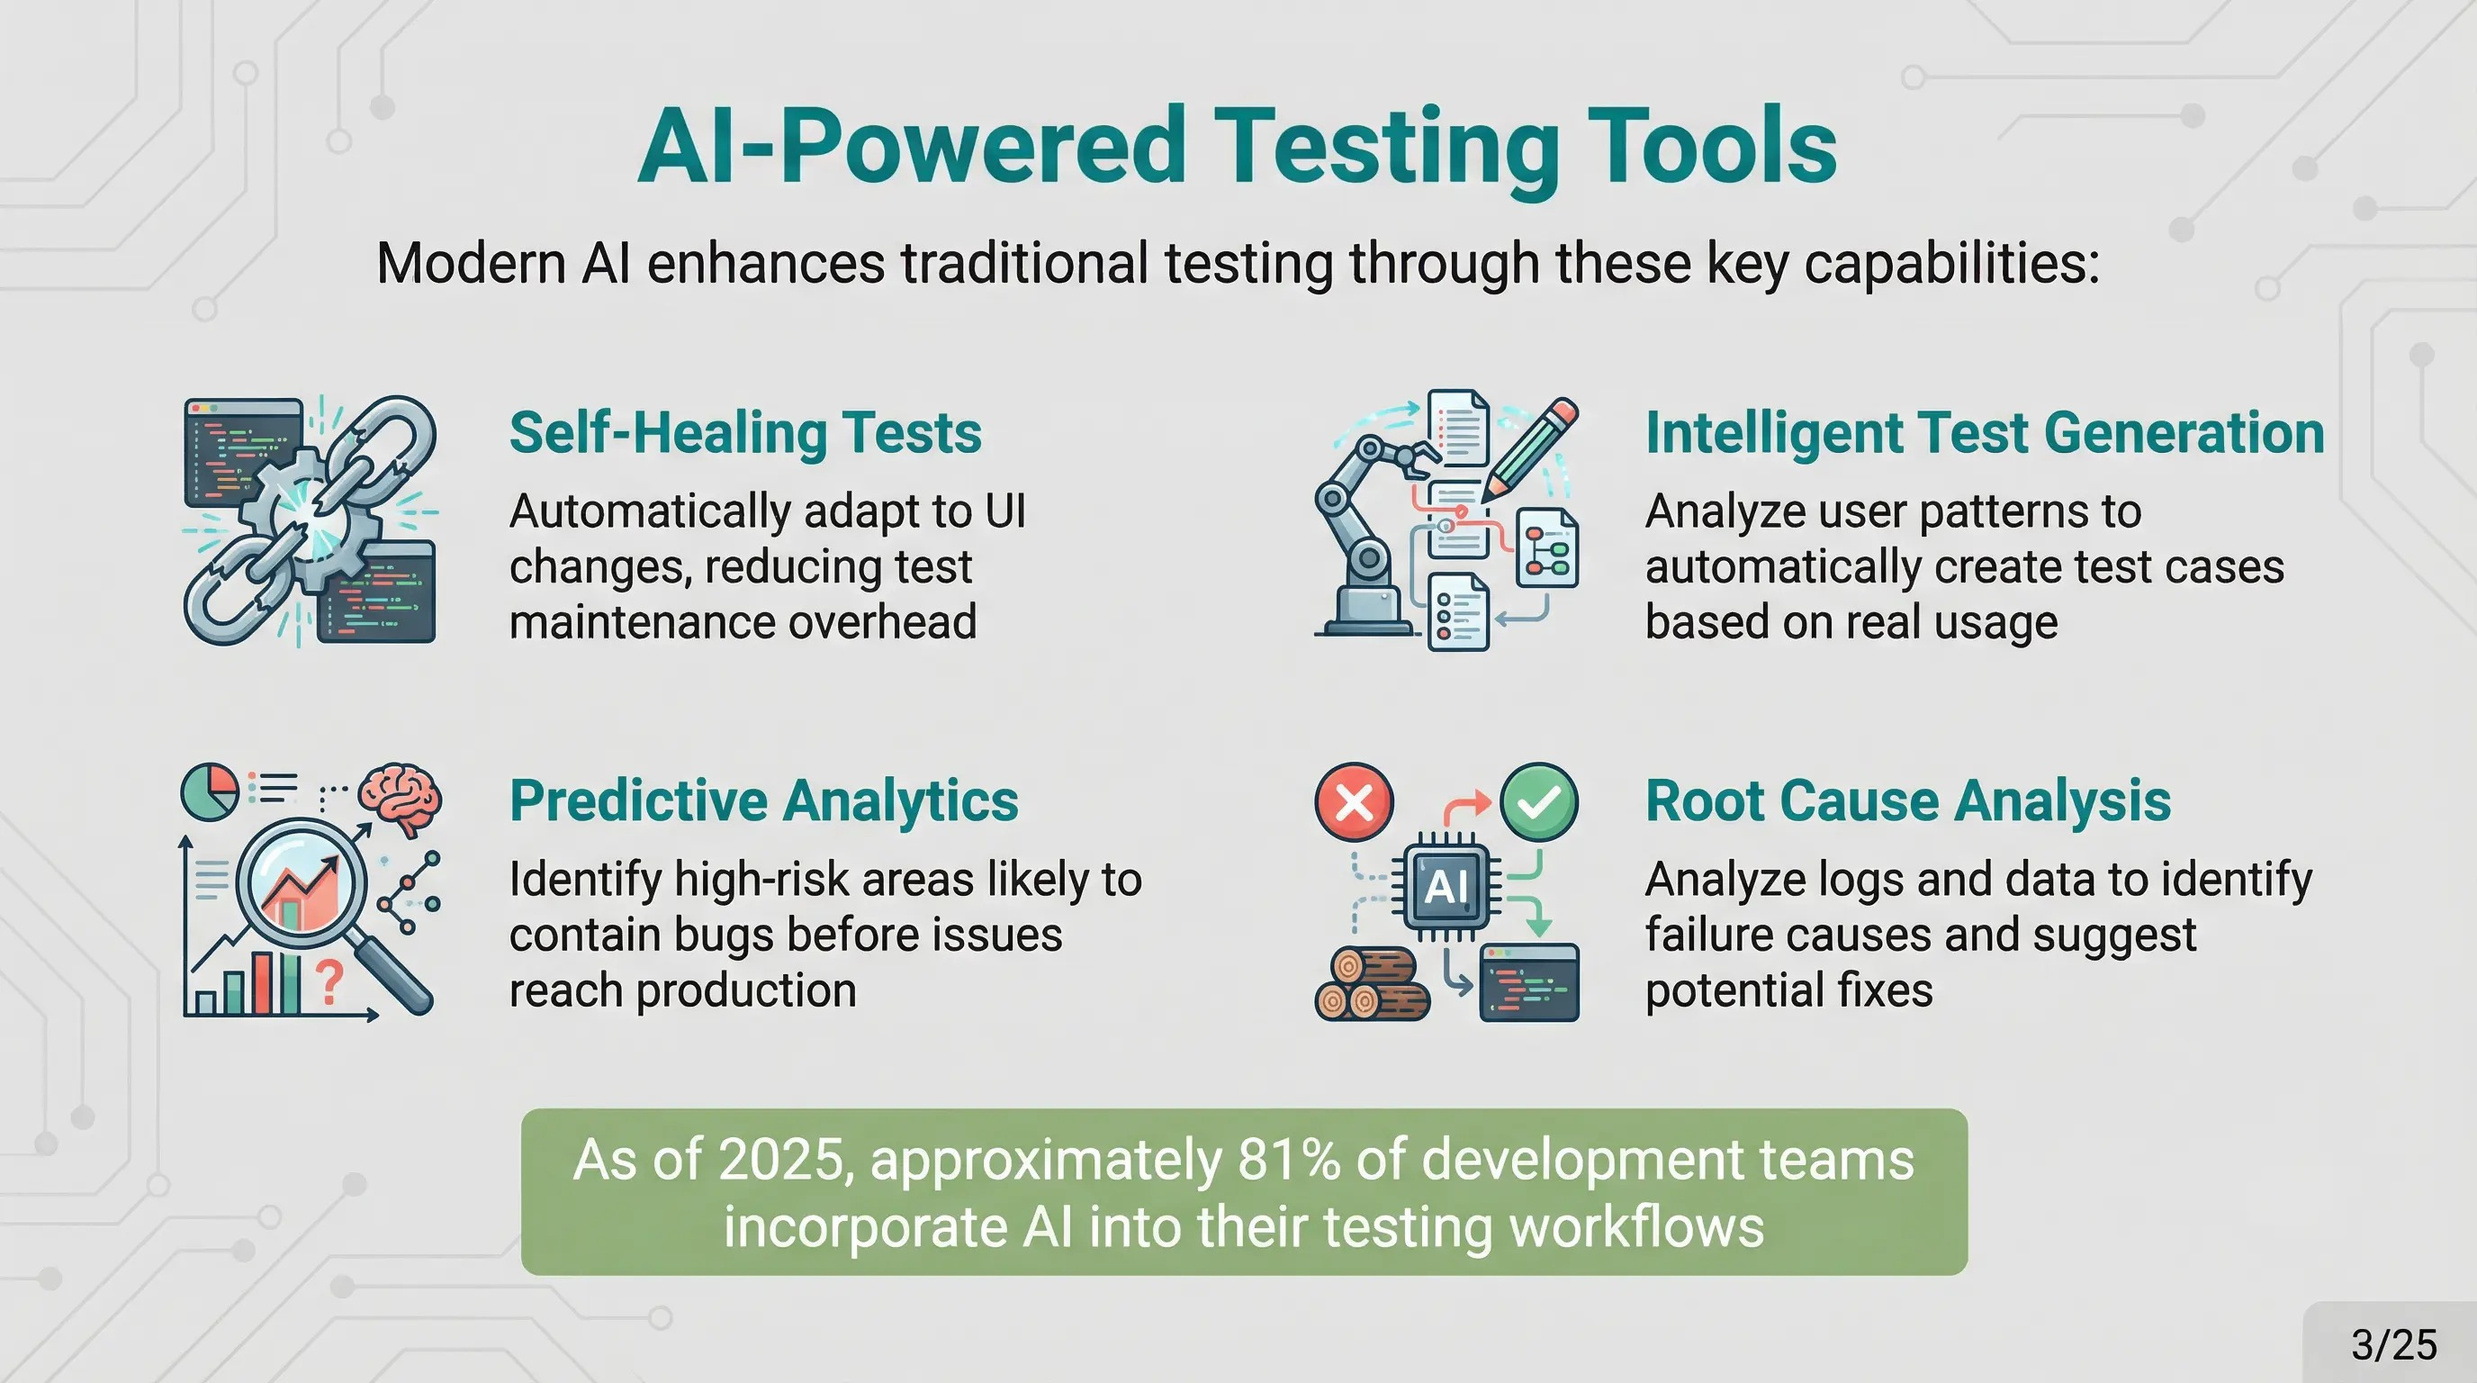 AI-Powered Testing Tools
Modern AI enhances traditional testing through these key capabilities:
Self-Healing Tests
Automatically adapt to UI
changes, reducing test
maintenance overhead
Intelligent Test Generation
Analyze user patterns to
automatically create test cases
based on real usage
Predictive Analytics
Identify high-risk areas likely to
contain bugs before issues
reach production
?
Root Cause Analysis
Analyze logs and data to identify
failure causes and suggest
potential fixes
AI
As of 2025, approximately 81% of development teams
incorporate AI into their testing workflows
3/25